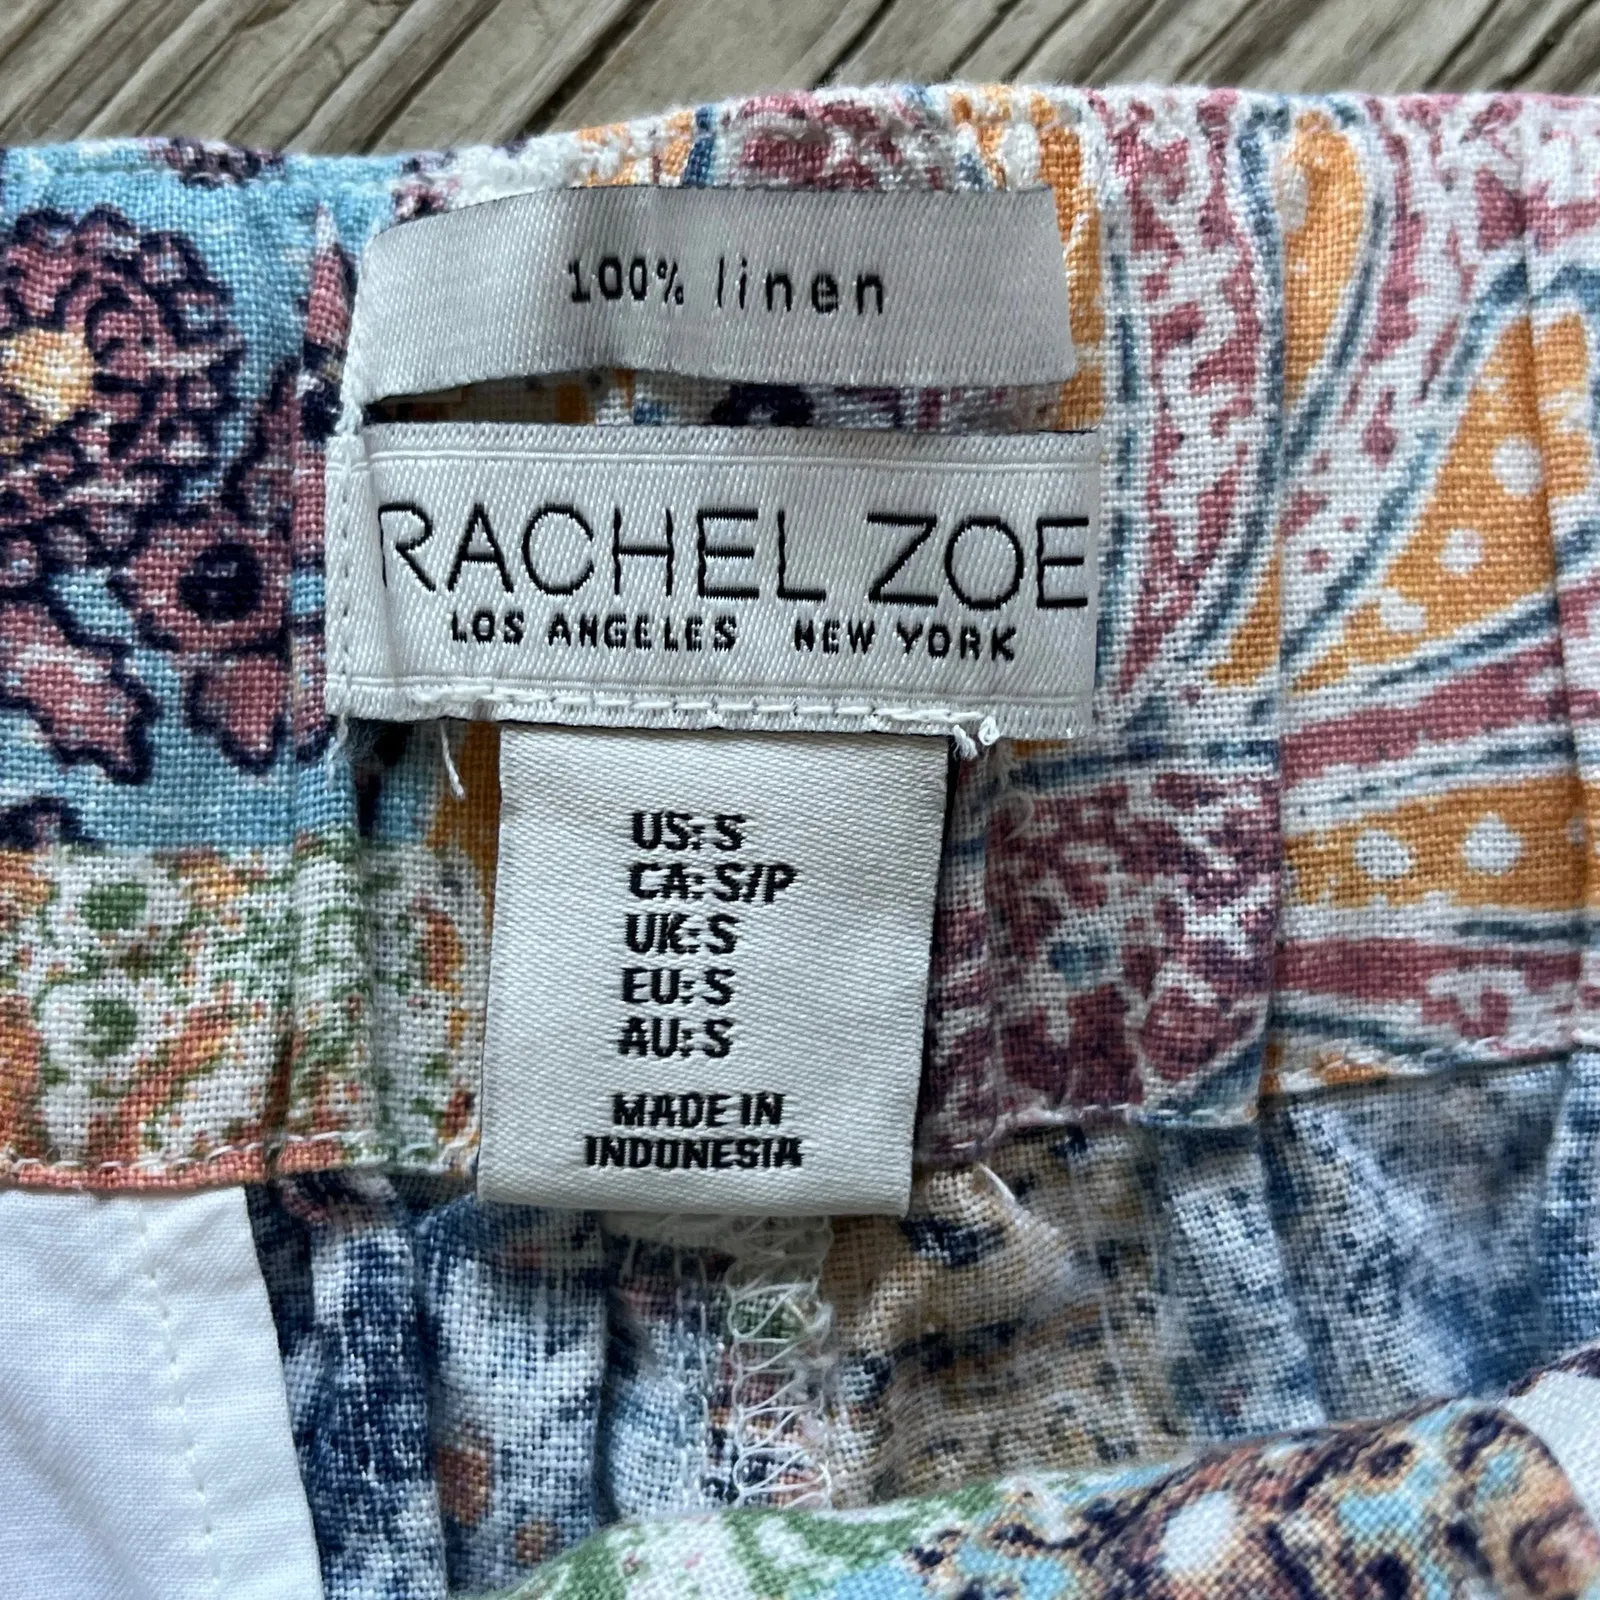 100% linen
RACHEL ZOE
LOS ANGELES NEW YORK
US: S
CA: S/P
UK: S
EU: S
AU: S
MADE IN
INDONESIA